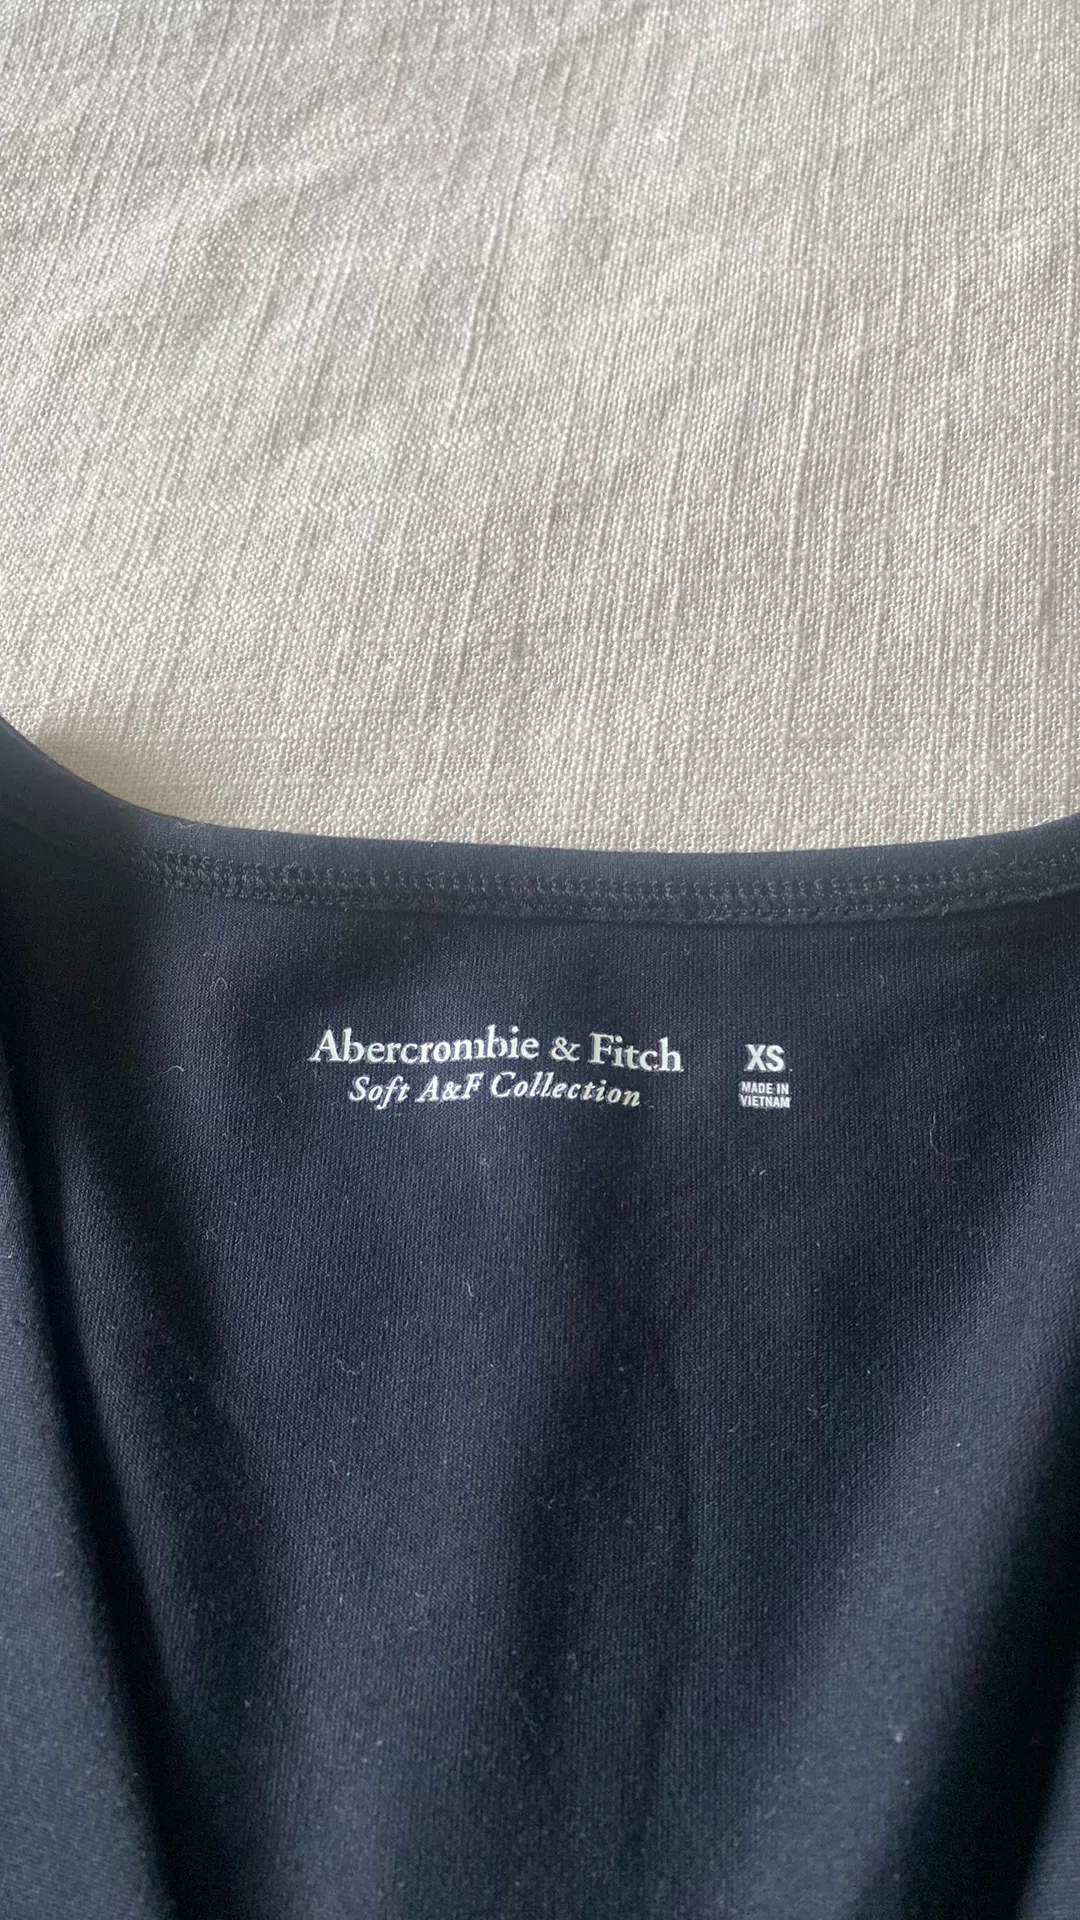 Abercrombie & Fitch
Soft A&F Collection
XS
MADE IN
VIETNAM